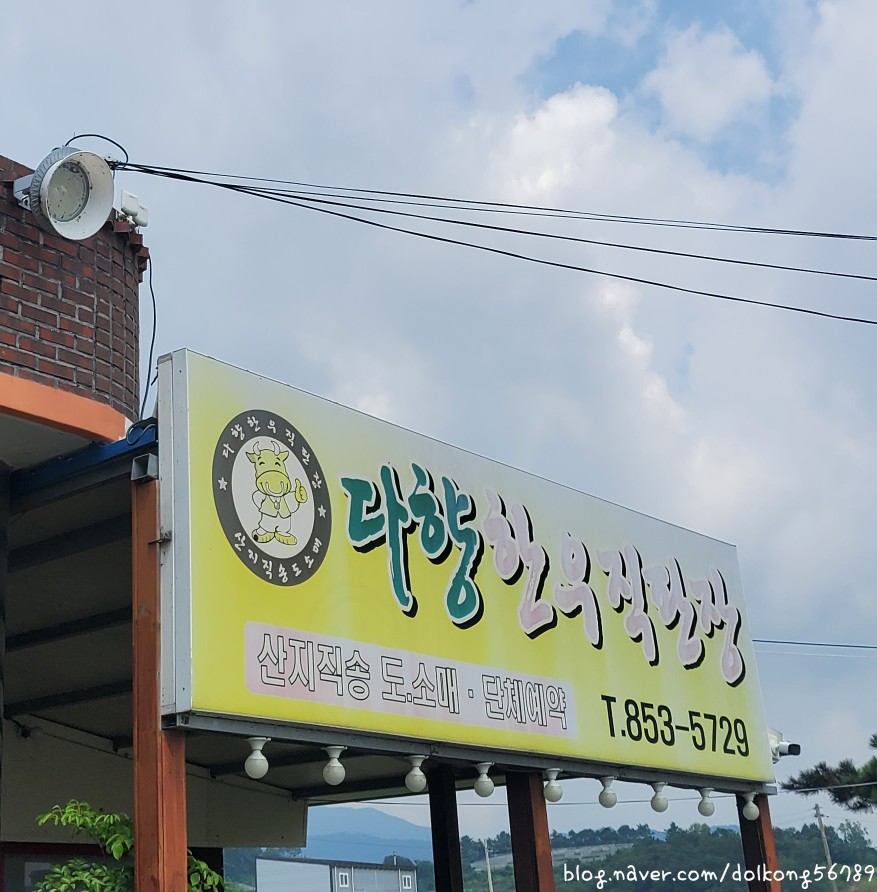 다향한우직판장
산지직송도소매
다향한우직판장
산지직송 도.소매·단체예약
T.853-5729
blog.naver.com/dolkong56789